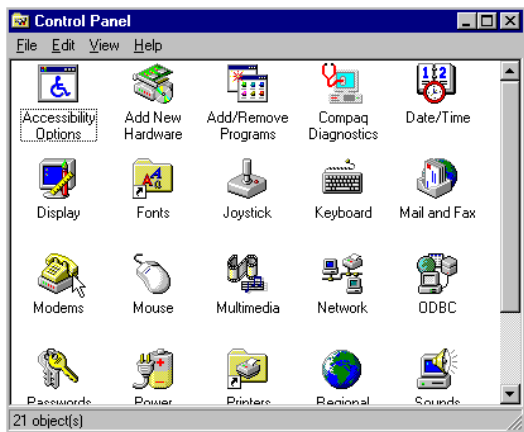 Control Panel
File Edit View Help
Accessibility Options
Add New Hardware
Add/Remove Programs
Compaq Diagnostics
Date/Time
Display
Fonts
Joystick
Keyboard
Mail and Fax
Modems
Mouse
Multimedia
Network
ODBC
Passwords
Power
Printers
Regional
Sounds
21 object(s)